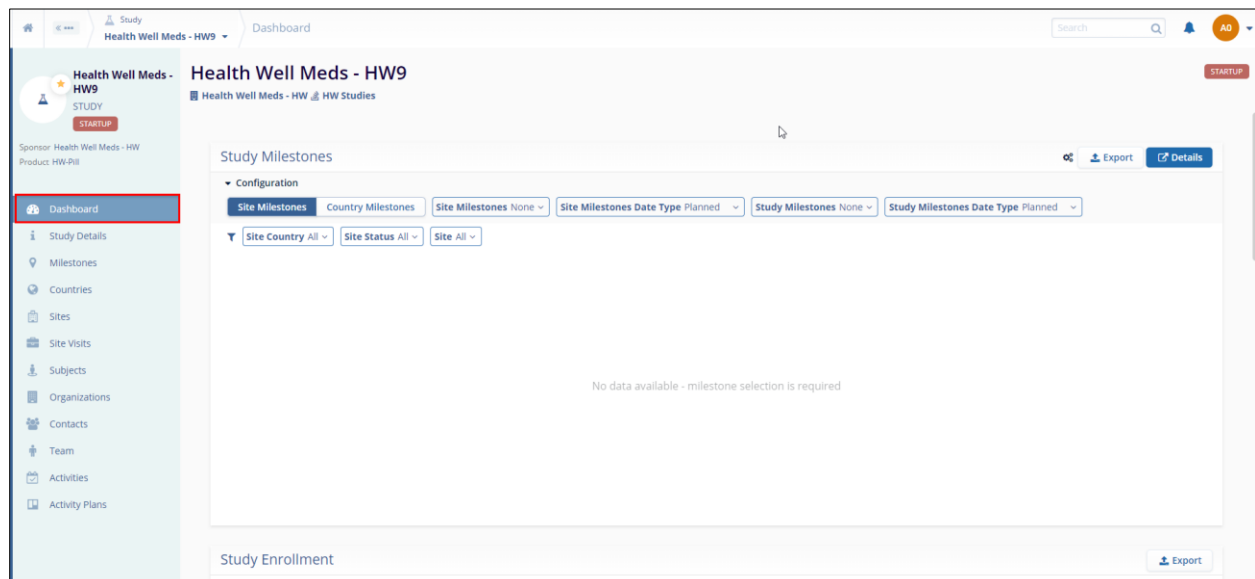 Study
Health Well Meds - HW9
Dashboard
Search
AO
Health Well Meds -
HW9
STUDY
STARTUP
Sponsor Health Well Meds - HW
Product HW-Pill
Dashboard
Study Details
Milestones
Countries
Sites
Site Visits
Subjects
Organizations
Contacts
Team
Activities
Activity Plans
Health Well Meds - HW9
STARTUP
Health Well Meds - HW HW Studies
Study Milestones
Export Details
Configuration
Site Milestones Country Milestones Site Milestones None Site Milestones Date Type Planned Study Milestones None Study Milestones Date Type Planned
Site Country All Site Status All Site All
No data available - milestone selection is required
Study Enrollment
Export